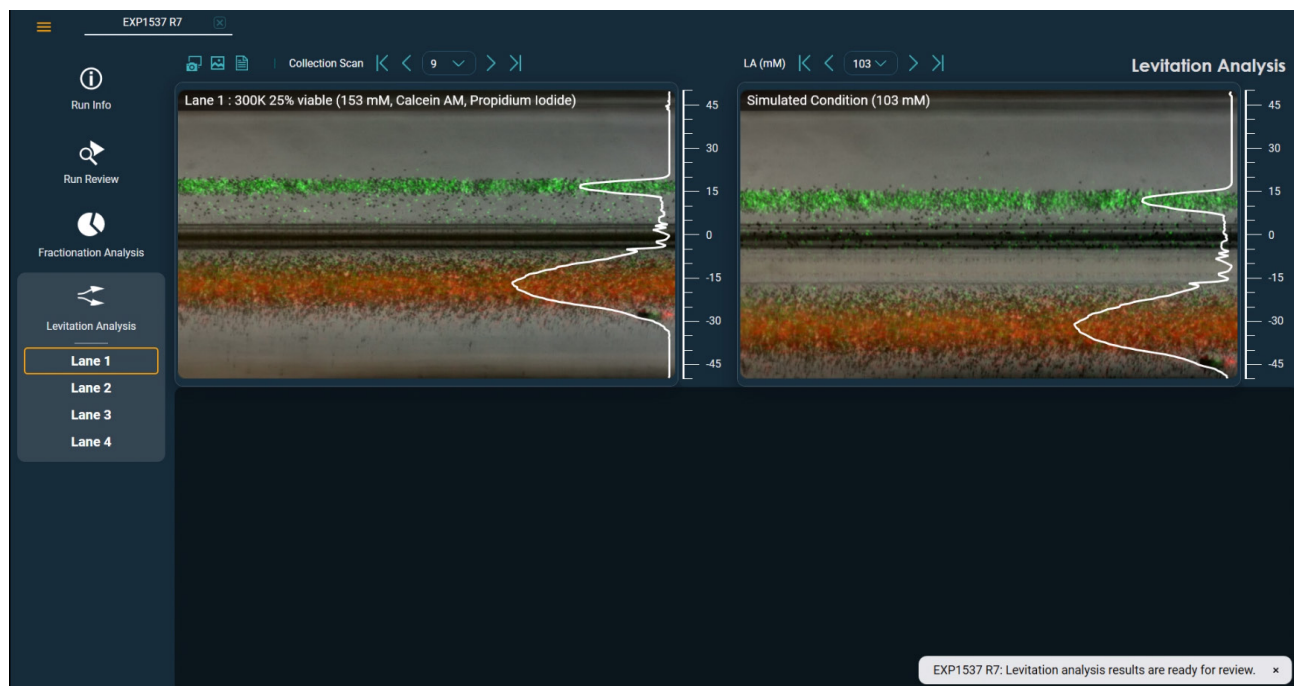 EXP1537 R7
Run Info
Run Review
Fractionation Analysis
Levitation Analysis
Lane 1
Lane 2
Lane 3
Lane 4
Collection Scan 9
LA (mM) 103
Levitation Analysis
Lane 1 : 300K 25% viable (153 mM, Calcein AM, Propidium Iodide)
45
30
15
0
-15
-30
-45
Simulated Condition (103 mM)
45
30
15
0
-15
-30
-45
EXP1537 R7: Levitation analysis results are ready for review. ×